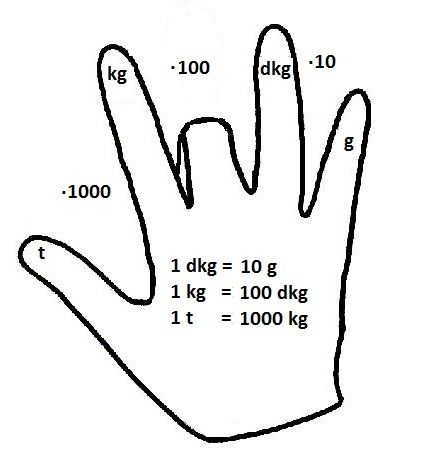 kg
·100
dkg
·10
g
·1000
t
1 dkg = 10 g
1 kg = 100 dkg
1 t = 1000 kg